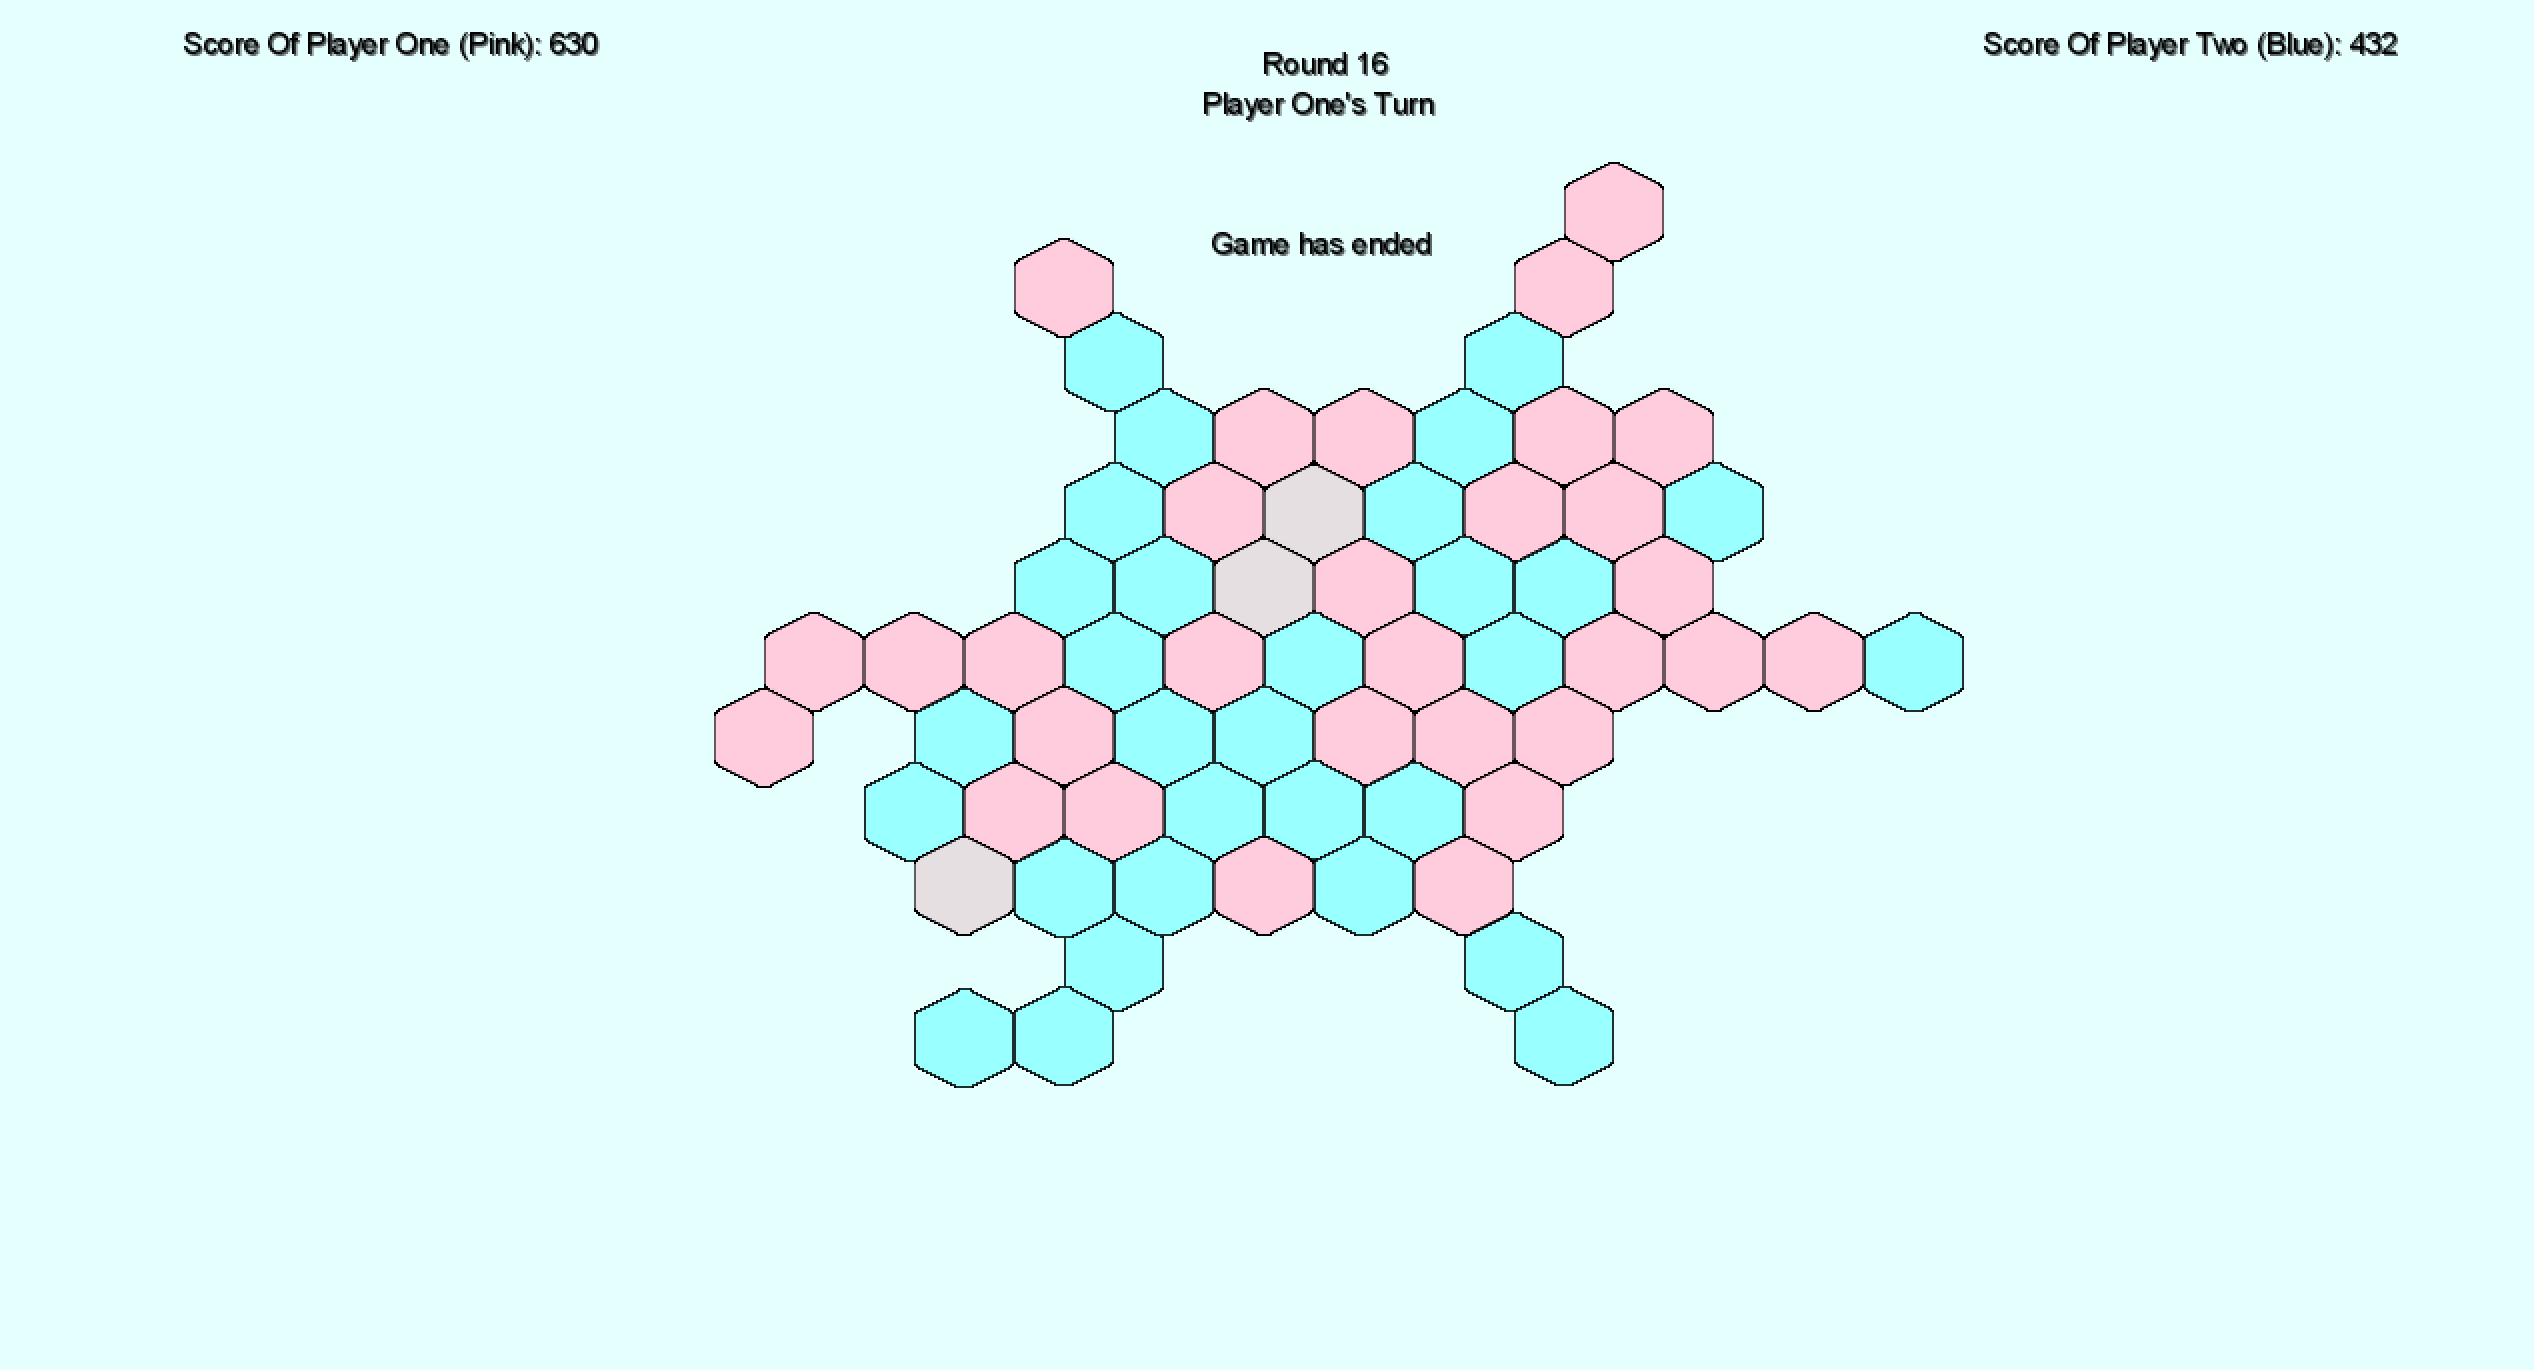 Score Of Player One (Pink): 630
Score Of Player Two (Blue): 432
Round 16
Player One's Turn
Game has ended